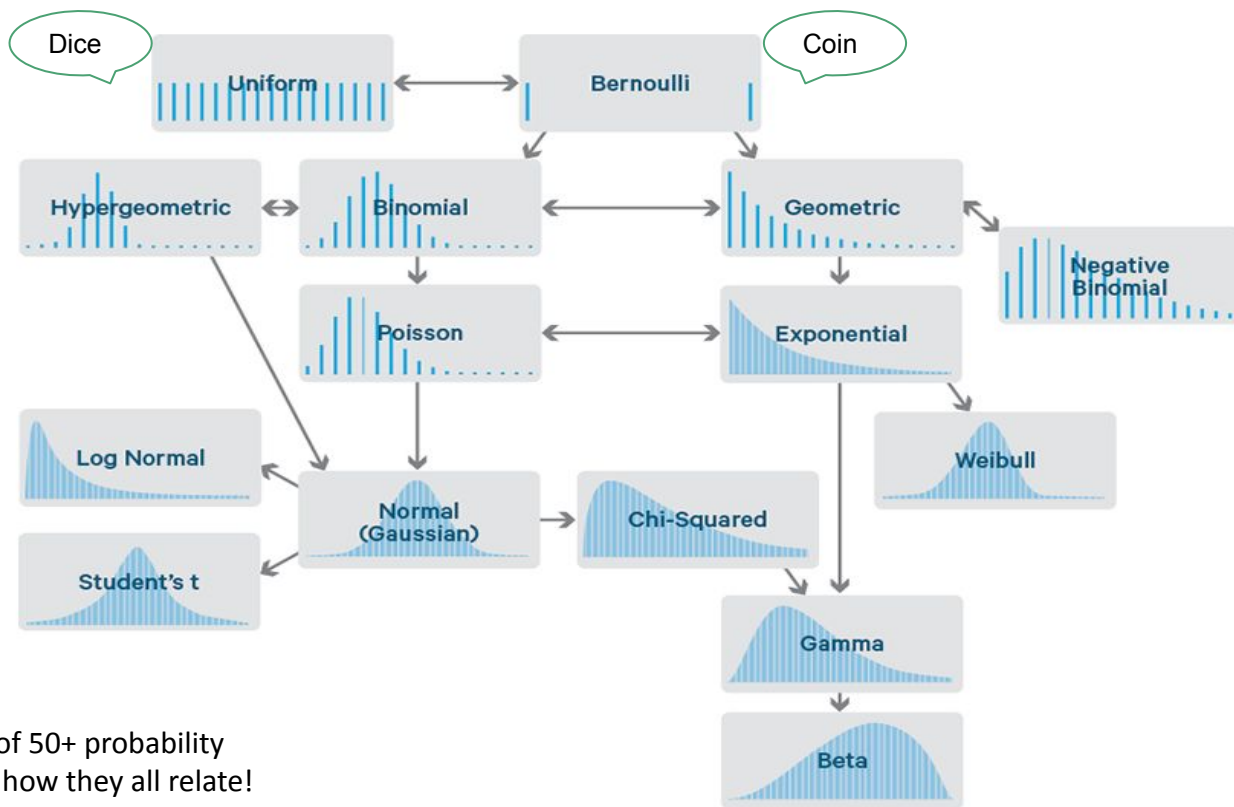 Dice
Coin
Uniform
Bernoulli
Hypergeometric
Binomial
Geometric
Negative
Binomial
Poisson
Exponential
Log Normal
Weibull
Normal
(Gaussian)
Chi-Squared
Student's t
Gamma
of 50+ probability
how they all relate!
Beta